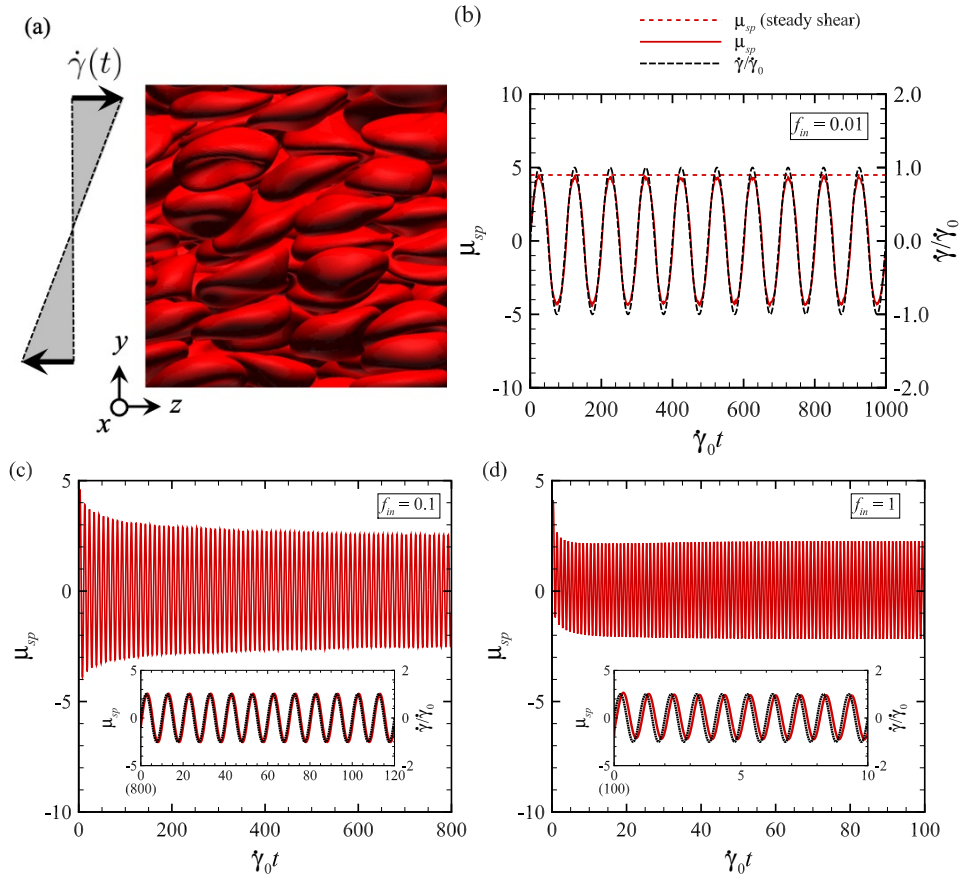 (a)
γ̇(t)
y
x
z
(b)
μsp (steady shear)
μsp
γ̇/γ̇0
10
5
0
-5
-10
μsp
fin = 0.01
2.0
1.0
0.0
-1.0
-2.0
γ̇/γ̇0
0 200 400 600 800 1000
γ̇0t
(c)
5
0
-5
-10
μsp
fin = 0.1
5
0
-5
μsp
2
0
-2
γ̇/γ̇0
0 20 40 60 80 100 120
(800)
0 200 400 600 800
γ̇0t
(d)
5
0
-5
-10
μsp
fin = 1
5
0
-5
μsp
2
0
-2
γ̇/γ̇0
0 5 10
(100)
0 20 40 60 80 100
γ̇0t